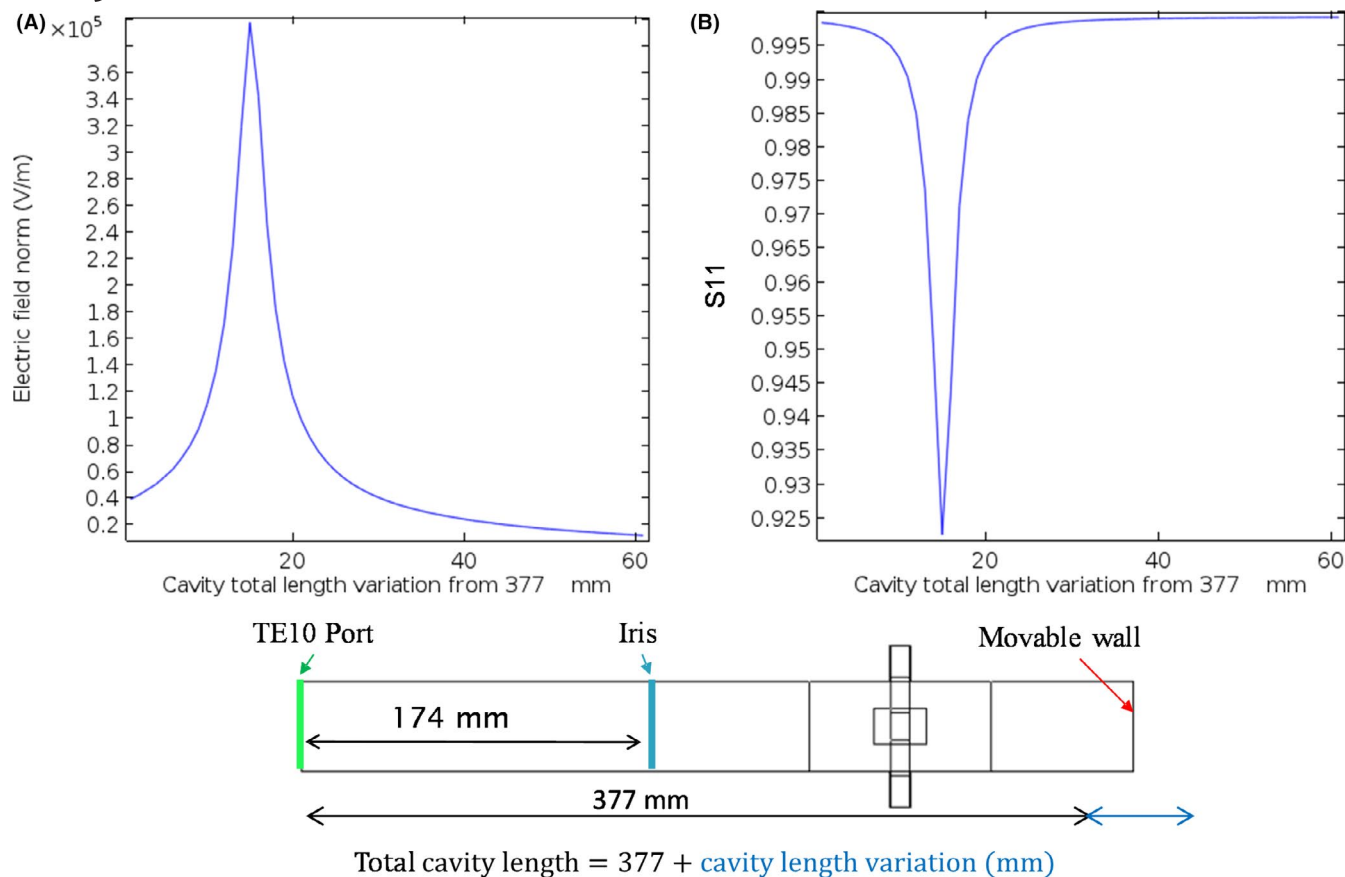 (A)
×10⁵
3.6
3.4
3.2
3
2.8
2.6
2.4
2.2
2
1.8
1.6
1.4
1.2
1
0.8
0.6
0.4
0.2
Electric field norm (V/m)
20 40 60
Cavity total length variation from 377 mm
(B)
0.995
0.99
0.985
0.98
0.975
0.97
0.965
0.96
0.955
0.95
0.945
0.94
0.935
0.93
0.925
S11
20 40 60
Cavity total length variation from 377 mm
TE10 Port Iris Movable wall
174 mm
377 mm
Total cavity length = 377 + cavity length variation (mm)